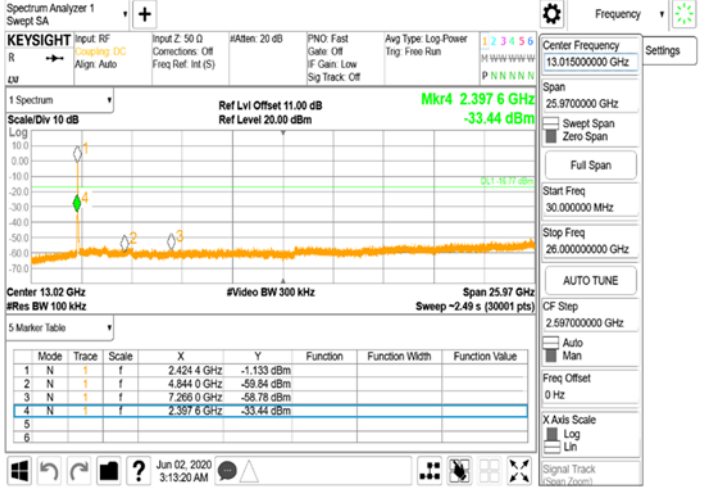 Spectrum Analyzer 1
Swept SA
+
Frequency
KEYSIGHT
R
Input: RF
Coupling: DC
Align: Auto
Input Z: 50 Ω
Corrections: Off
Freq Ref: Int (S)
#Atten: 20 dB
PNO: Fast
Gate: Off
IF Gain: Low
Sig Track: Off
Avg Type: Log-Power
Trig: Free Run
1 2 3 4 5 6
M W W W W W
P N N N N N
1 Spectrum
Scale/Div 10 dB
Log
Ref Lvl Offset 11.00 dB
Ref Level 20.00 dBm
Mkr4 2.397 6 GHz
-33.44 dBm
10.0
0.00
-10.0
-20.0
-30.0
-40.0
-50.0
-60.0
-70.0
1
4
2
3
DL1 -18.77 dBm
Center 13.02 GHz
#Res BW 100 kHz
#Video BW 300 kHz
Span 25.97 GHz
Sweep ~2.49 s (30001 pts)
5 Marker Table
Mode Trace Scale X Y Function Function Width Function Value
1 N 1 f 2.424 4 GHz -1.133 dBm
2 N 1 f 4.844 0 GHz -59.84 dBm
3 N 1 f 7.266 0 GHz -58.78 dBm
4 N 1 f 2.397 6 GHz -33.44 dBm
5
6
Jun 02, 2020
3:13:20 AM
?
Center Frequency
13.015000000 GHz
Settings
Span
25.9700000 GHz
Swept Span
Zero Span
Full Span
Start Freq
30.000000 MHz
Stop Freq
26.000000000 GHz
AUTO TUNE
CF Step
2.597000000 GHz
Auto
Man
Freq Offset
0 Hz
X Axis Scale
Log
Lin
Signal Track
(Span Zoom)